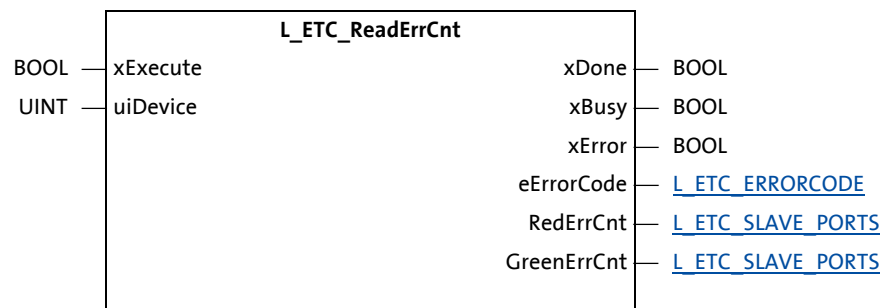 L_ETC_ReadErrCnt
BOOL xExecute xDone BOOL
UINT uiDevice xBusy BOOL
xError BOOL
eErrorCode L_ETC_ERRORCODE
RedErrCnt L_ETC_SLAVE_PORTS
GreenErrCnt L_ETC_SLAVE_PORTS